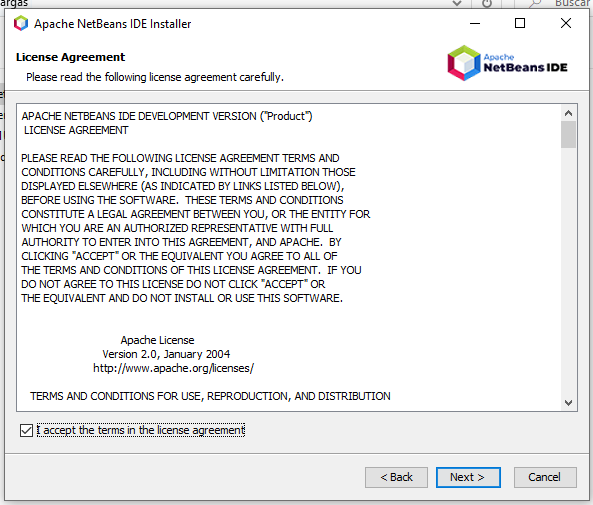 argas
Buscar
Apache NetBeans IDE Installer
License Agreement
Please read the following license agreement carefully.
Apache
NetBeans IDE
APACHE NETBEANS IDE DEVELOPMENT VERSION ("Product")
LICENSE AGREEMENT
PLEASE READ THE FOLLOWING LICENSE AGREEMENT TERMS AND
CONDITIONS CAREFULLY, INCLUDING WITHOUT LIMITATION THOSE
DISPLAYED ELSEWHERE (AS INDICATED BY LINKS LISTED BELOW),
BEFORE USING THE SOFTWARE.  THESE TERMS AND CONDITIONS
CONSTITUTE A LEGAL AGREEMENT BETWEEN YOU, OR THE ENTITY FOR
WHICH YOU ARE AN AUTHORIZED REPRESENTATIVE WITH FULL
AUTHORITY TO ENTER INTO THIS AGREEMENT, AND APACHE.  BY
CLICKING "ACCEPT" OR THE EQUIVALENT YOU AGREE TO ALL OF
THE TERMS AND CONDITIONS OF THIS LICENSE AGREEMENT.  IF YOU
DO NOT AGREE TO THIS LICENSE DO NOT CLICK "ACCEPT" OR
THE EQUIVALENT AND DO NOT INSTALL OR USE THIS SOFTWARE.
Apache License
Version 2.0, January 2004
http://www.apache.org/licenses/
TERMS AND CONDITIONS FOR USE, REPRODUCTION, AND DISTRIBUTION
I accept the terms in the license agreement
< Back
Next >
Cancel